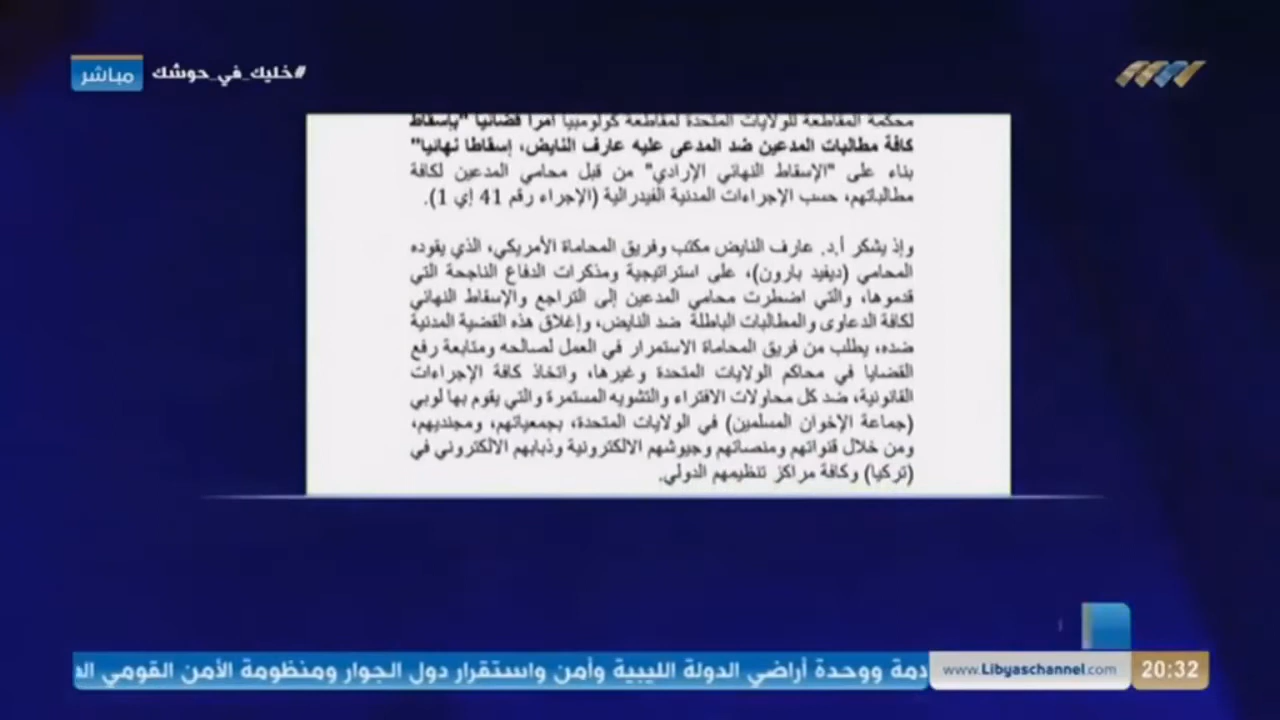 مباشر
#خليك_في_حوشك
محكمة المقاطعة للولايات المتحدة لمقاطعة كولومبيا أمرا قضائيا "بإسقاط
كافة مطالبات المدعين ضد المدعى عليه عارف النايض، إسقاطا نهائيا"
بناء على "الإسقاط النهائي الإرادي" من قبل محامي المدعين لكافة
مطالباتهم، حسب الإجراءات المدنية الفيدرالية (الإجراء رقم 41 إي 1).
وإذ يشكر أ.د. عارف النايض مكتب وفريق المحاماة الأمريكي، الذي يقوده
المحامي (ديفيد بارون)، على استراتيجية ومذكرات الدفاع الناجحة التي
قدموها، والتي اضطرت محامي المدعين إلى التراجع والإسقاط النهائي
لكافة الدعاوى والمطالبات الباطلة ضد النايض، وإغلاق هذه القضية المدنية
ضده، يطلب من فريق المحاماة الاستمرار في العمل لصالحه ومتابعة رفع
القضايا في محاكم الولايات المتحدة وغيرها، واتخاذ كافة الإجراءات
القانونية، ضد كل محاولات الافتراء والتشويه المستمرة والتي يقوم بها لوبي
(جماعة الإخوان المسلمين) في الولايات المتحدة، بجمعياتهم، ومجنديهم،
ومن خلال قنواتهم ومنصاتهم وجيوشهم الالكترونية وذبابهم الالكتروني في
(تركيا) وكافة مراكز تنظيمهم الدولي.
دمة ووحدة أراضي الدولة الليبية وأمن واستقرار دول الجوار ومنظومة الأمن القومي
www.Libyaschannel.com
20:32